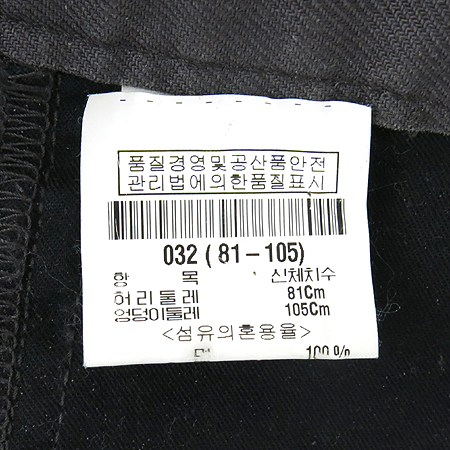 품질경영및공산품안전
관리법에의한품질표시
032 ( 81-105)
항 목 신체치수
허리둘레 81Cm
엉덩이둘레 105Cm
<섬유의혼용율>
100%